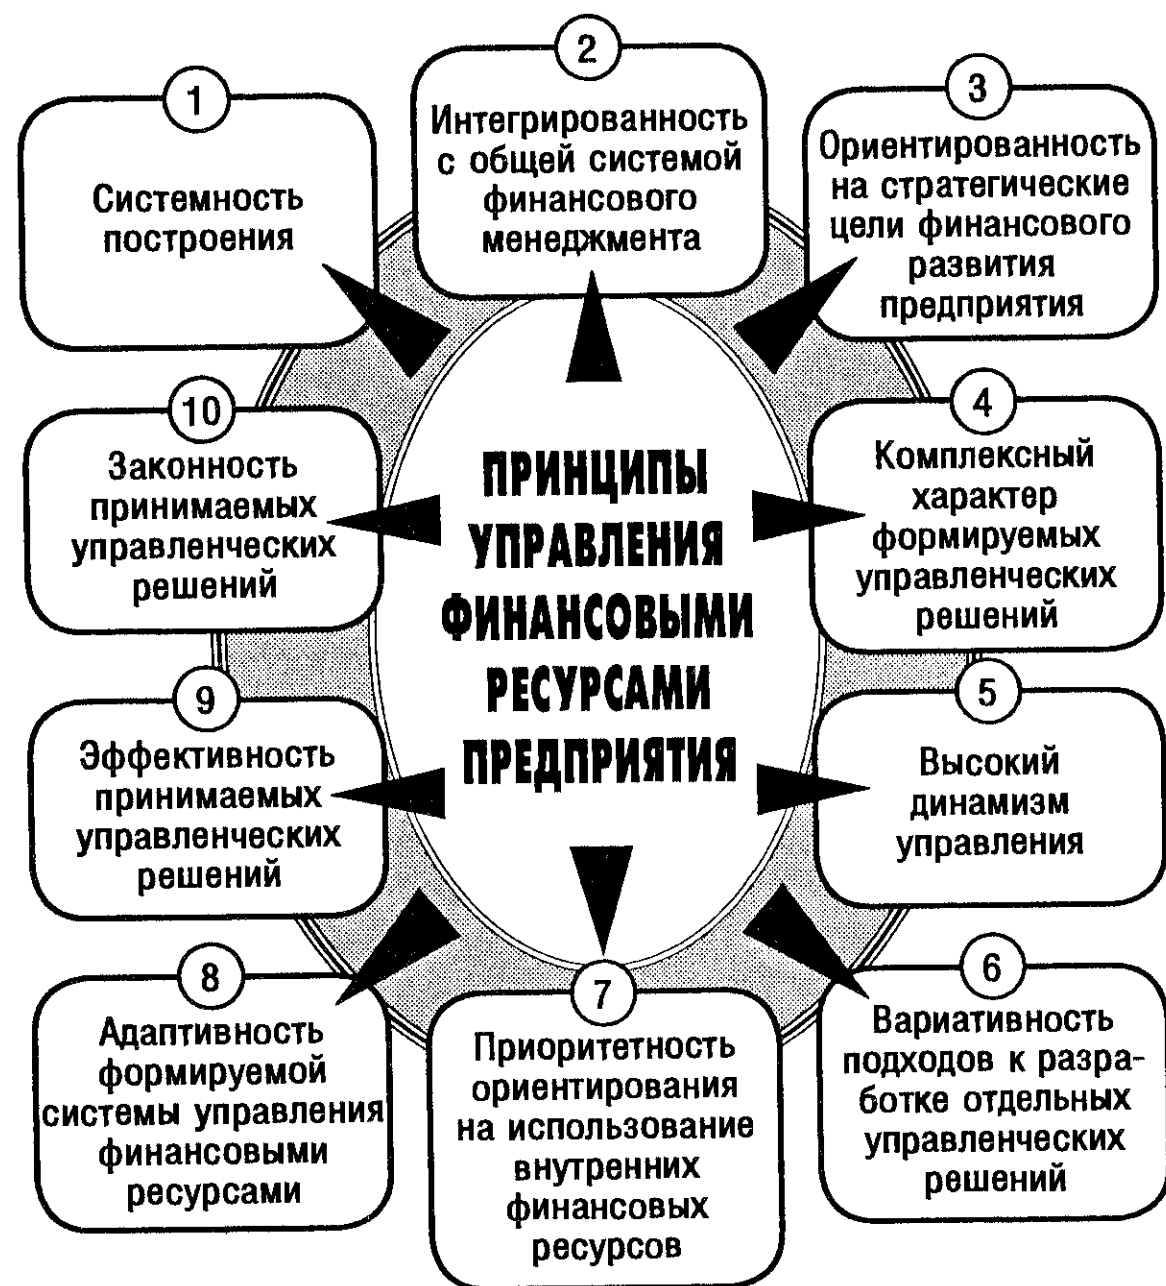 1
Системность
построения
2
Интегрированность
с общей системой
финансового
менеджмента
3
Ориентированность
на стратегические
цели финансового
развития
предприятия
4
Комплексный
характер
формируемых
управленческих
решений
5
Высокий
динамизм
управления
6
Вариативность
подходов к разра-
ботке отдельных
управленческих
решений
7
Приоритетность
ориентирования
на использование
внутренних
финансовых
ресурсов
8
Адаптивность
формируемой
системы управления
финансовыми
ресурсами
9
Эффективность
принимаемых
управленческих
решений
10
Законность
принимаемых
управленческих
решений
ПРИНЦИПЫ
УПРАВЛЕНИЯ
ФИНАНСОВЫМИ
РЕСУРСАМИ
ПРЕДПРИЯТИЯ